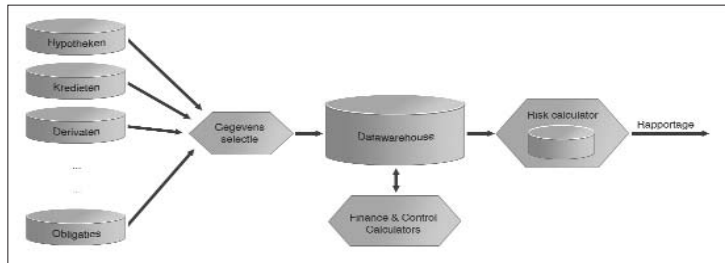 Hypotheken
Kredieten
Derivaten
...
...
Obligaties
Gegevens
selectie
Datawarehouse
Finance & Control
Calculators
Risk calculator
Rapportage